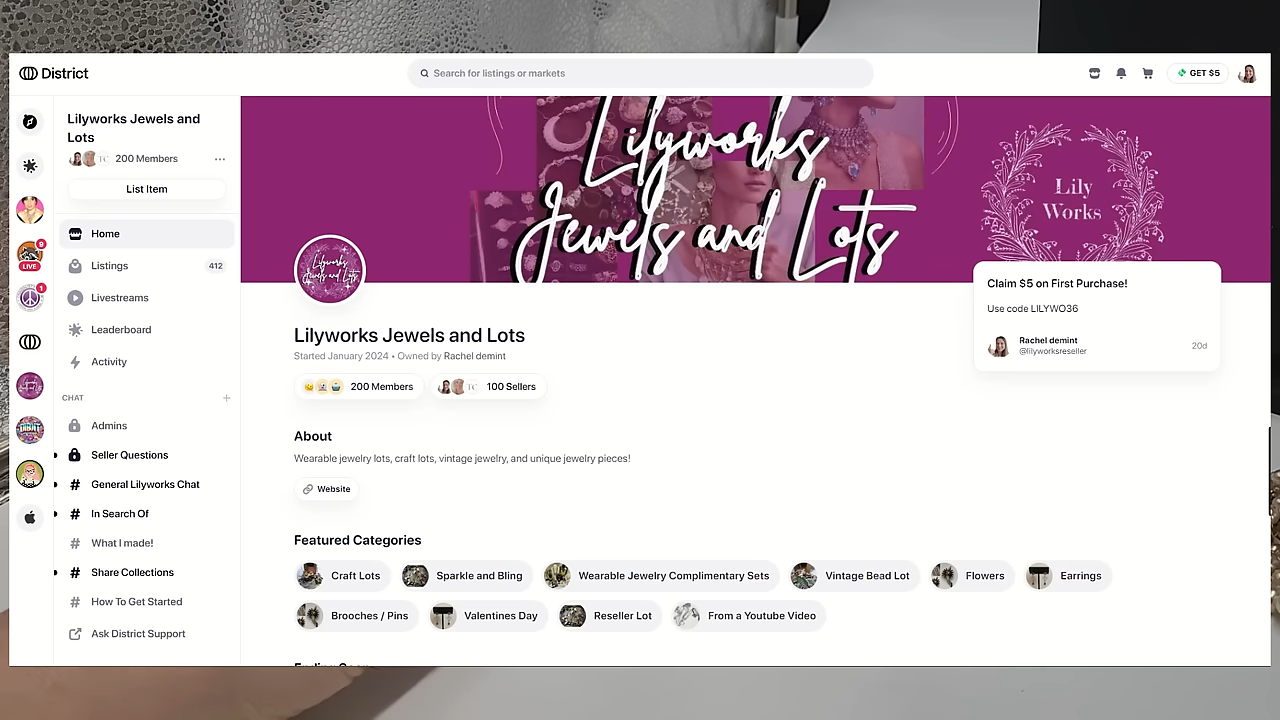 District
Search for listings or markets
GET $5
Lilyworks Jewels and
Lots
200 Members
List Item
Home
Listings
412
Livestreams
Leaderboard
Activity
CHAT
Admins
Seller Questions
General Lilyworks Chat
In Search Of
What I made!
Share Collections
How To Get Started
Ask District Support
9
LIVE
1
Lilyworks
Jewels and Lots
Lily
Works
Lilyworks
Jewels and Lots
Claim $5 on First Purchase!
Use code LILYWO36
Rachel demint
@lilyworksreseller
20d
Lilyworks Jewels and Lots
Started January 2024 • Owned by Rachel demint
200 Members
100 Sellers
About
Wearable jewelry lots, craft lots, vintage jewelry, and unique jewelry pieces!
Website
Featured Categories
Craft Lots
Sparkle and Bling
Wearable Jewelry Complimentary Sets
Vintage Bead Lot
Flowers
Earrings
Brooches / Pins
Valentines Day
Reseller Lot
From a Youtube Video